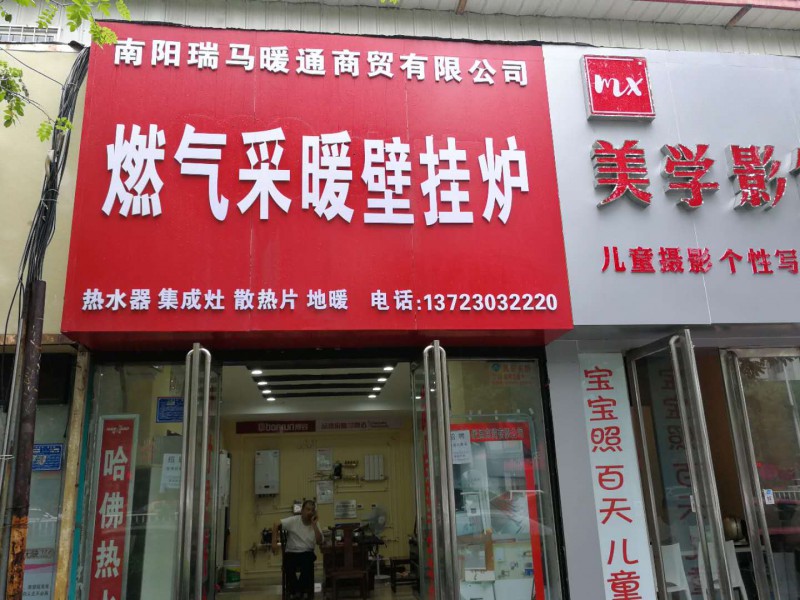 南阳瑞马暖通商贸有限公司
燃气采暖壁挂炉
热水器 集成灶 散热片 地暖 电话:13723032220
mx
美学影
儿童摄影 个性写
哈佛热水
宝宝照 百天 儿童